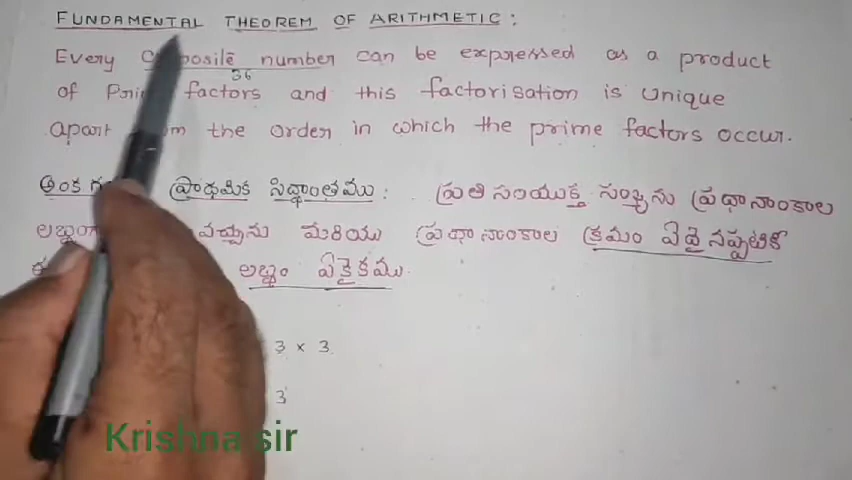 FUNDAMENTAL THEOREM OF ARITHMETIC :
Every number can be expressed as a product
36
of factors and this factorisation is unique
apart the order in which the prime factors occur.
అంక ప్రాథమిక సిద్ధాంతము : ప్రతి సంయుక్త సంఖ్యను ప్రధానాంకాల
మరియు ప్రధానాంకాల క్రమం ఏదైనప్పటికీ
లబ్ధం ఏకైకము.
3 × 3
3
Krishna sir